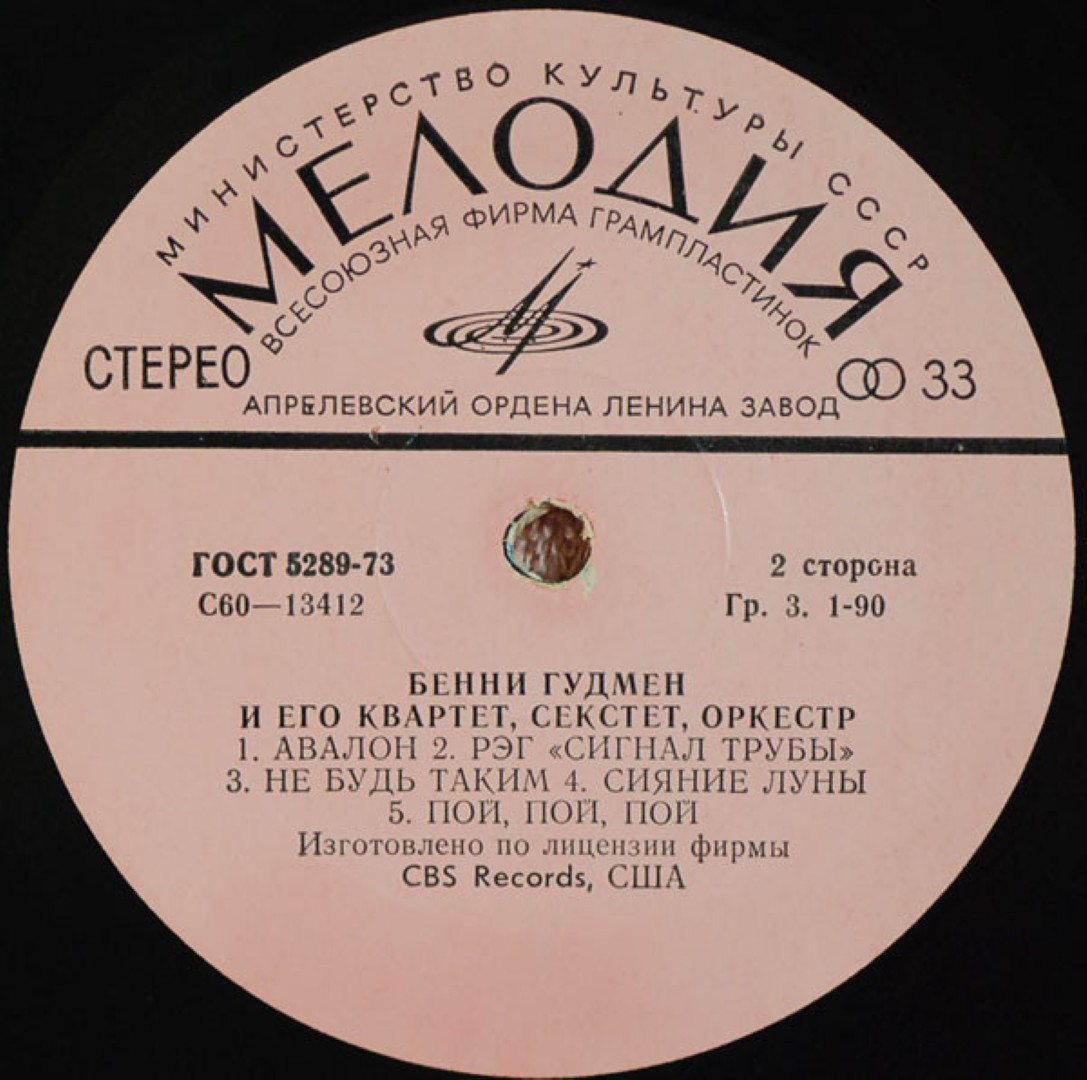 МИНИСТЕРСТВО КУЛЬТУРЫ СССР
МЕЛОДИЯ
ВСЕСОЮЗНАЯ ФИРМА ГРАМПЛАСТИНОК
СТЕРЕО
33
АПРЕЛЕВСКИЙ ОРДЕНА ЛЕНИНА ЗАВОД
ГОСТ 5289-73
2 сторона
С60—13412
Гр. 3. 1-90
БЕННИ ГУДМЕН
И ЕГО КВАРТЕТ, СЕКСТЕТ, ОРКЕСТР
1. АВАЛОН 2. РЭГ «СИГНАЛ ТРУБЫ»
3. НЕ БУДЬ ТАКИМ 4. СИЯНИЕ ЛУНЫ
5. ПОЙ, ПОЙ, ПОЙ
Изготовлено по лицензии фирмы
CBS Records, США